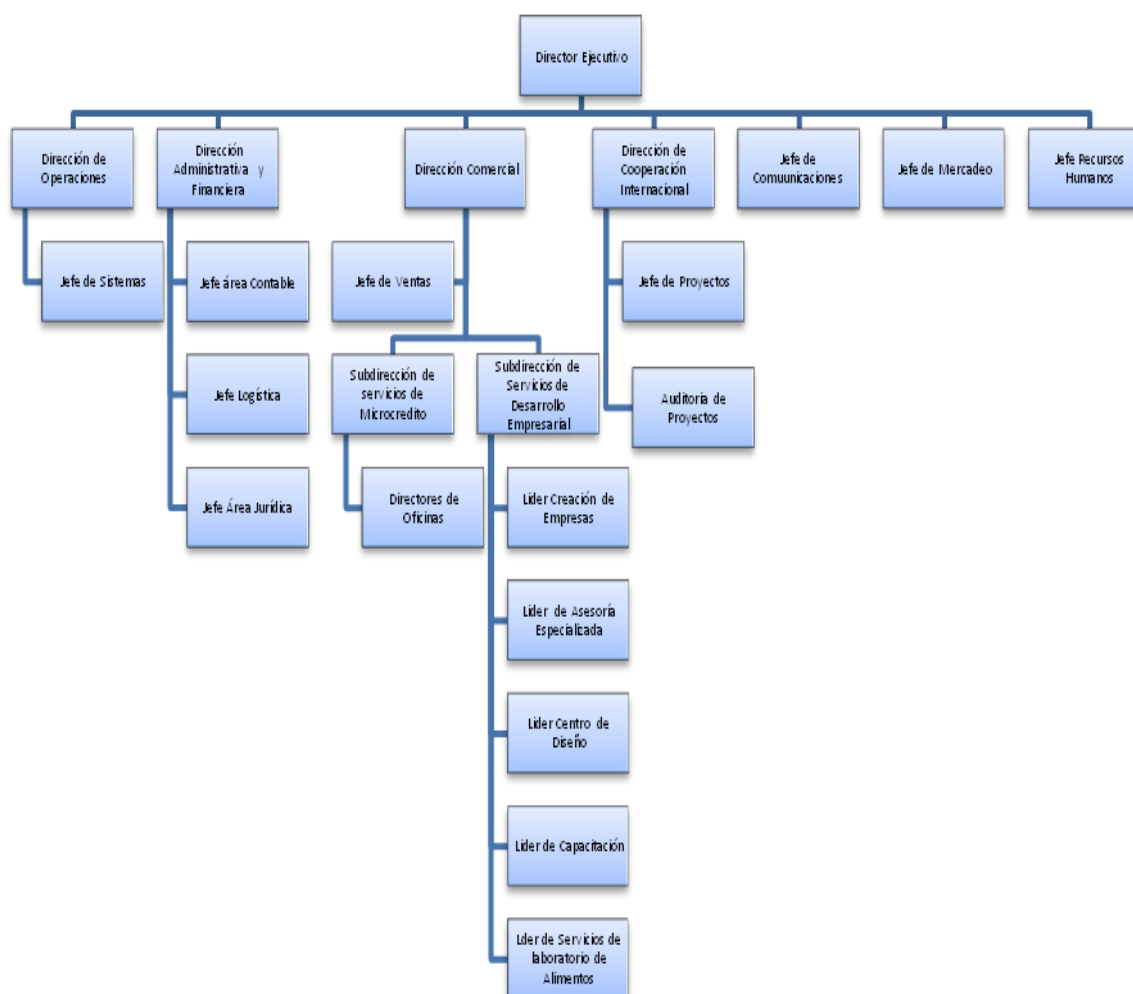 Director Ejecutivo
Dirección de
Operaciones
Dirección
Administrativa y
Financiera
Dirección Comercial
Dirección de
Cooperación
Internacional
Jefe de
Comuunicaciones
Jefe de Mercadeo
Jefe Recursos
Humanos
Jefe de Sistemas
Jefe área Contable
Jefe de Ventas
Jefe de Proyectos
Jefe Logística
Subdirección de
servicios de
Microcredito
Subdirección de
Servicios de
Desarrollo
Empresarial
Auditoria de
Proyectos
Jefe Área Jurídica
Directores de
Oficinas
Lider Creación de
Empresas
Lider de Asesoría
Especializada
Lider Centro de
Diseño
Lider de Capacitación
Lder de Servicios de
laboratorio de
Alimentos